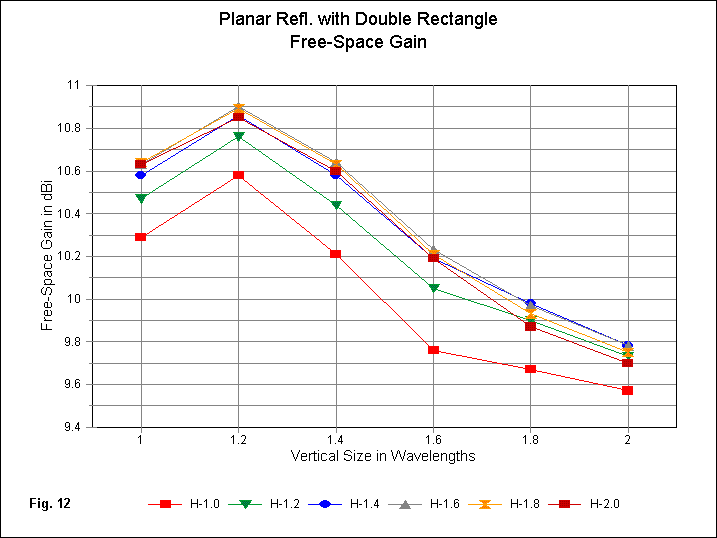 Planar Refl. with Double Rectangle
Free-Space Gain
Free-Space Gain in dBi
11
10.8
10.6
10.4
10.2
10
9.8
9.6
9.4
1 1.2 1.4 1.6 1.8 2
Vertical Size in Wavelengths
Fig. 12 H-1.0 H-1.2 H-1.4 H-1.6 H-1.8 H-2.0